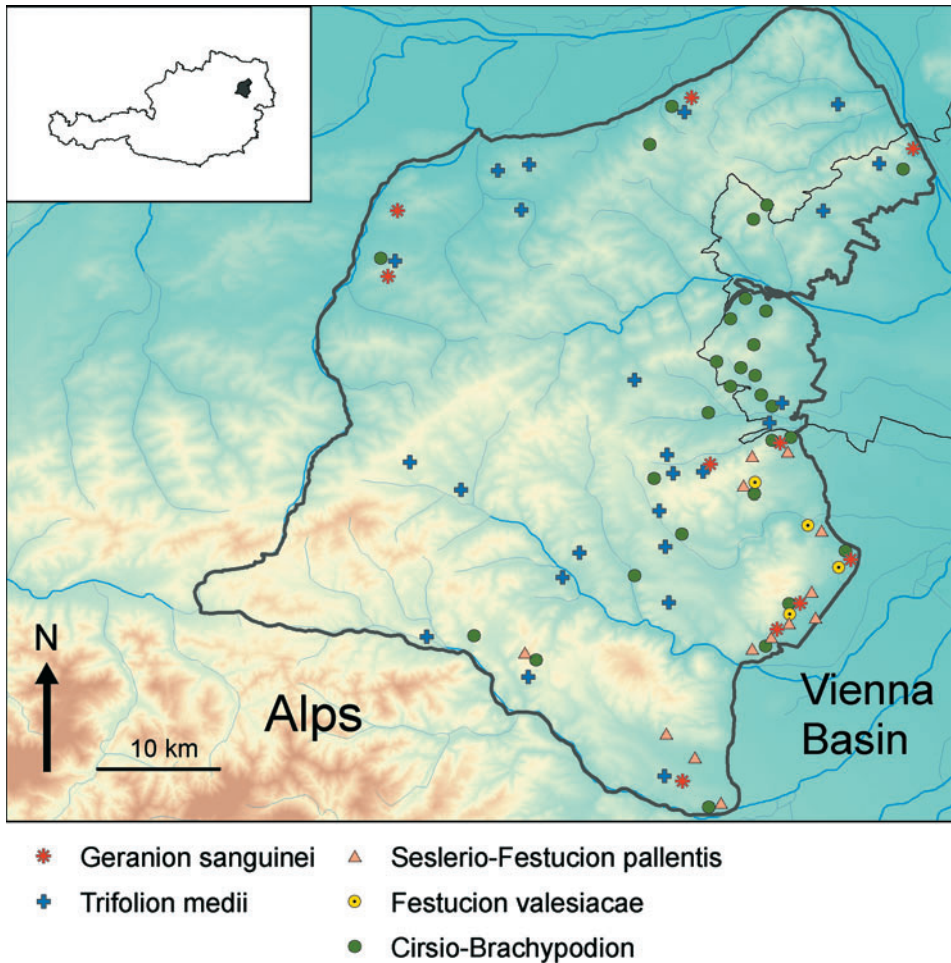 N
10 km
Alps
Vienna
Basin
Geranion sanguinei
Seslerio-Festucion pallentis
Trifolion medii
Festucion valesiacae
Cirsio-Brachypodion